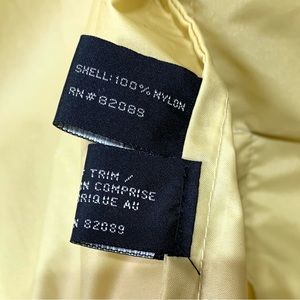 SHELL:100% NYLON
RN# 82089
TRIM /
N COMPRISE
RIQUE AU
N 82089